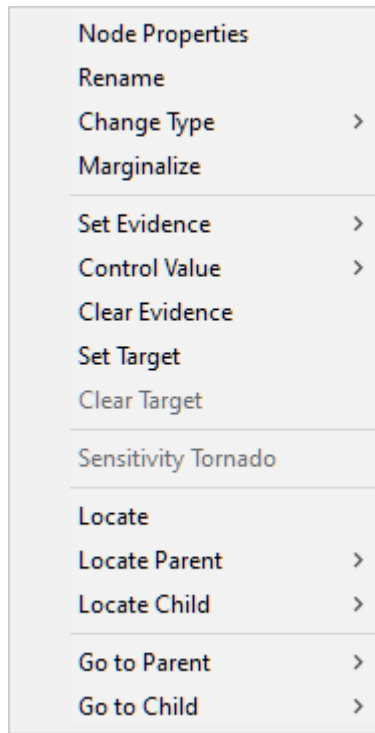 Node Properties
Rename
Change Type
Marginalize
Set Evidence
Control Value
Clear Evidence
Set Target
Clear Target
Sensitivity Tornado
Locate
Locate Parent
Locate Child
Go to Parent
Go to Child